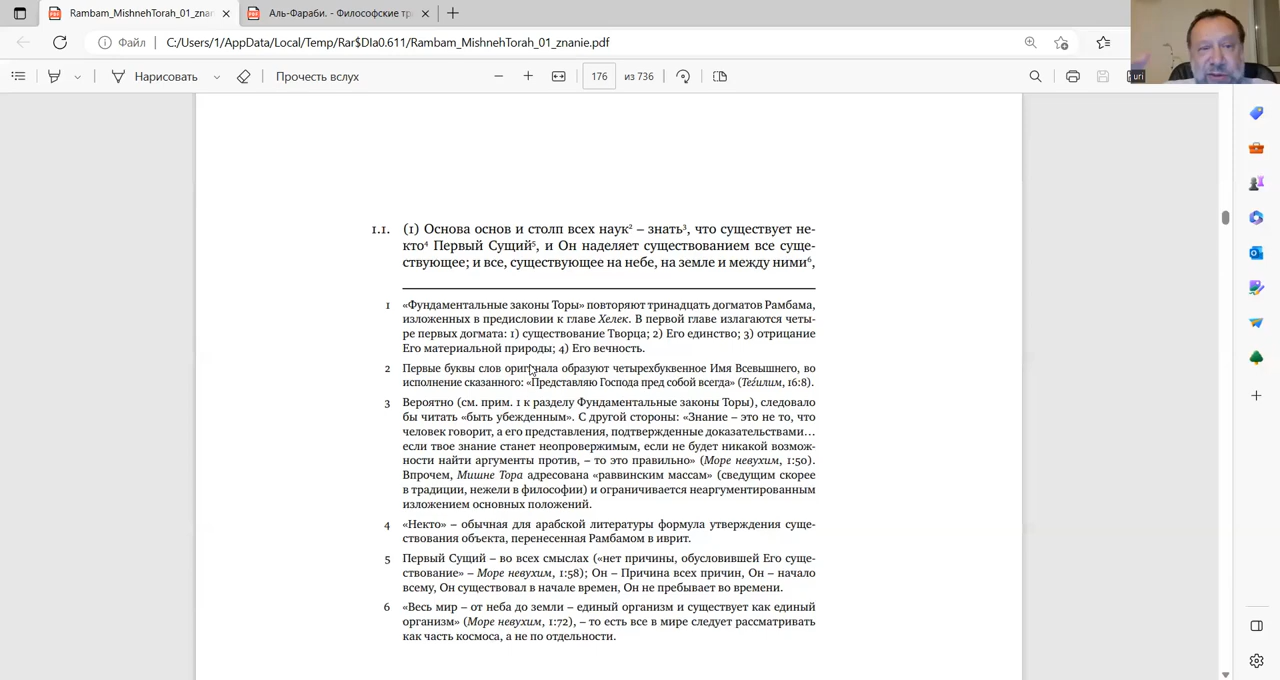 Rambam_MishnehTorah_01_zna
Аль-Фараби. - Философские тр
Файл
C:/Users/1/AppData/Local/Temp/Rar$DIa0.611/Rambam_MishnehTorah_01_znanie.pdf
Нарисовать
Прочесть вслух
176
из 736
uri
1.1. (1) Основа основ и столп всех наук² – знать³, что существует не-
кто⁴ Первый Сущий⁵, и Он наделяет существованием все суще-
ствующее; и все, существующее на небе, на земле и между ними⁶,
1 «Фундаментальные законы Торы» повторяют тринадцать догматов Рамбама,
изложенных в предисловии к главе Хелек. В первой главе излагаются четы-
ре первых догмата: 1) существование Творца; 2) Его единство; 3) отрицание
Его материальной природы; 4) Его вечность.
2 Первые буквы слов оригинала образуют четырехбуквенное Имя Всевышнего, во
исполнение сказанного: «Представляю Господа пред собой всегда» (Теѓилим, 16:8).
3 Вероятно (см. прим. 1 к разделу Фундаментальные законы Торы), следовало
бы читать «быть убежденным». С другой стороны: «Знание – это не то, что
человек говорит, а его представления, подтвержденные доказательствами…
если твое знание станет неопровержимым, если не будет никакой возмож-
ности найти аргументы против, – то это правильно» (Море невухим, 1:50).
Впрочем, Мишне Тора адресована «раввинским массам» (сведущим скорее
в традиции, нежели в философии) и ограничивается неаргументированным
изложением основных положений.
4 «Некто» – обычная для арабской литературы формула утверждения суще-
ствования объекта, перенесенная Рамбамом в иврит.
5 Первый Сущий – во всех смыслах («нет причины, обусловившей Его суще-
ствование» – Море невухим, 1:58); Он – Причина всех причин, Он – начало
всему, Он существовал в начале времен, Он не пребывает во времени.
6 «Весь мир – от неба до земли – единый организм и существует как единый
организм» (Море невухим, 1:72), – то есть все в мире следует рассматривать
как часть космоса, а не по отдельности.